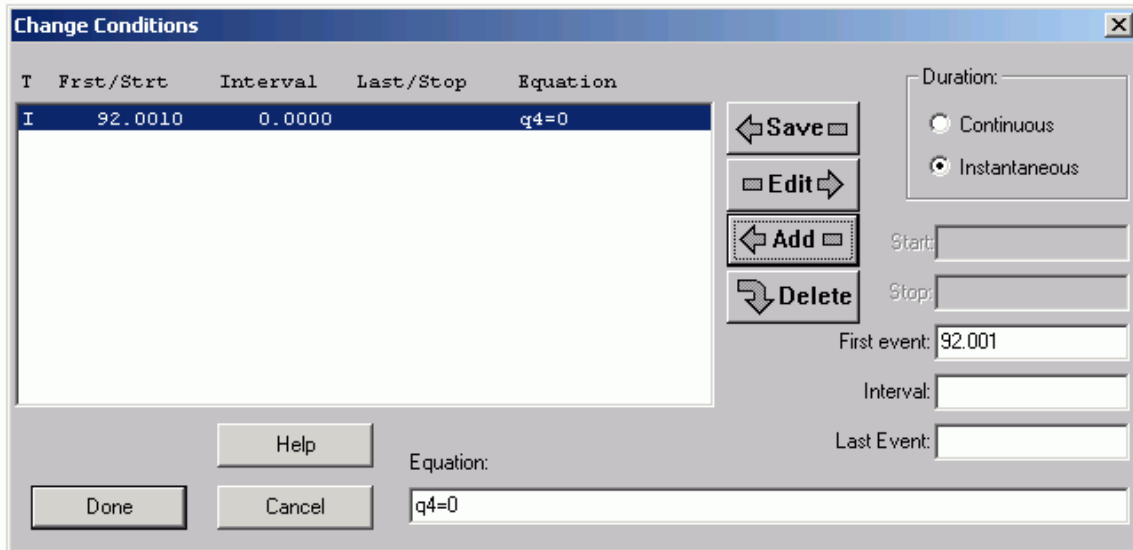 Change Conditions
T Frst/Strt Interval Last/Stop Equation
I 92.0010 0.0000 q4=0
Save
Edit
Add
Delete
Duration:
Continuous
Instantaneous
Start:
Stop:
First event: 92.001
Interval:
Last Event:
Help
Done
Cancel
Equation:
q4=0